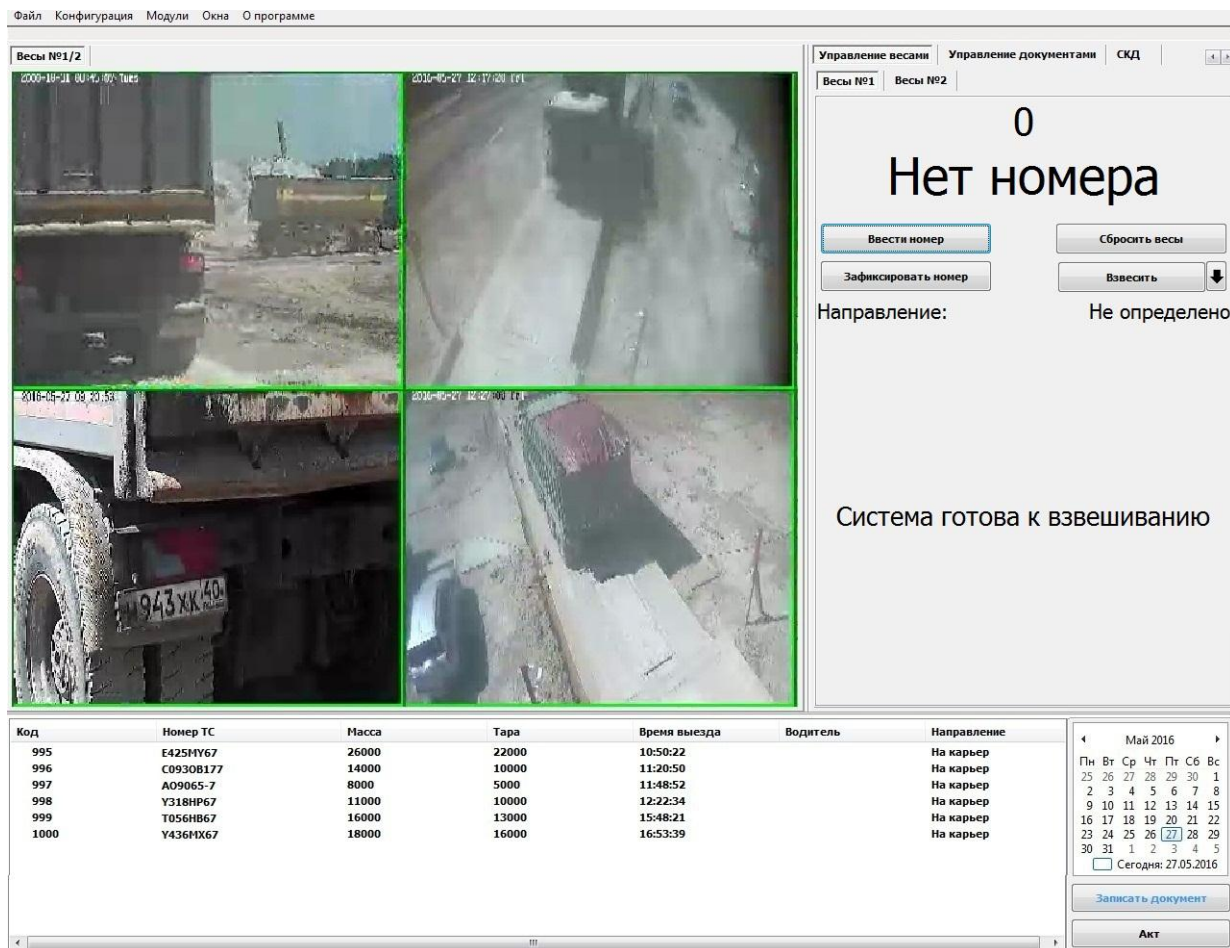 Файл Конфигурация Модули Окна О программе
Весы №1/2
Управление весами Управление документами СКД
Весы №1 Весы №2
2016-05-27 12:17:20
0
Нет номера
Ввести номер Сбросить весы
Зафиксировать номер Взвесить
Направление: Не определено
2016-05-27 09:20:53
943ХК 40
Система готова к взвешиванию
Код Номер ТС Масса Тара Время выезда Водитель Направление
995 Е425МУ67 26000 22000 10:50:22 На карьер
996 С093ОВ177 14000 10000 11:20:50 На карьер
997 АО9065-7 8000 5000 11:48:52 На карьер
998 У318НР67 11000 10000 12:22:34 На карьер
999 Т056НВ67 16000 13000 15:48:21 На карьер
1000 У436МХ67 18000 16000 16:53:39 На карьер
Май 2016
Пн Вт Ср Чт Пт Сб Вс
25 26 27 28 29 30 1
2 3 4 5 6 7 8
9 10 11 12 13 14 15
16 17 18 19 20 21 22
23 24 25 26 27 28 29
30 31 1 2 3 4 5
Сегодня: 27.05.2016
Записать документ
Акт